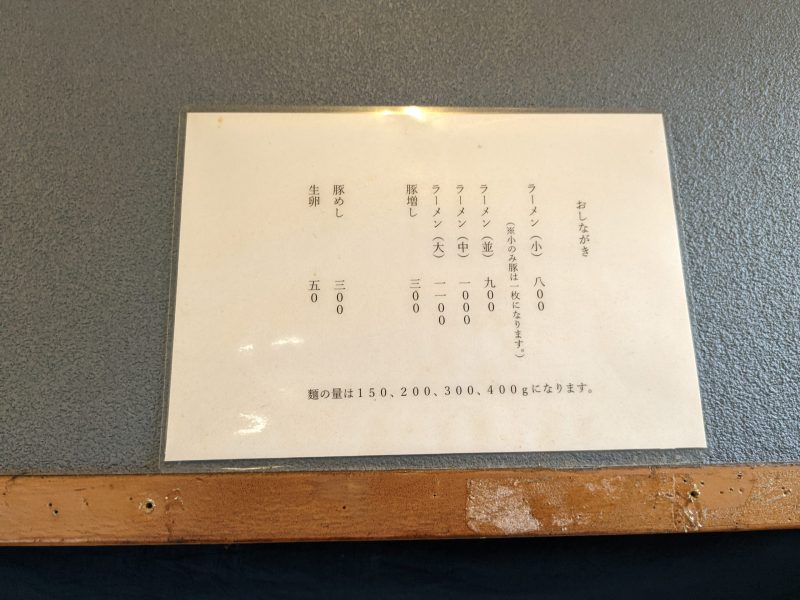 おしながき
ラーメン（小）　八００
（※小のみ豚は一枚になります。）
ラーメン（並）　九００
ラーメン（中）　一０００
ラーメン（大）　一一００
豚増し　三００
豚めし　三００
生卵　五０
麺の量は１５０、２００、３００、４００ｇになります。